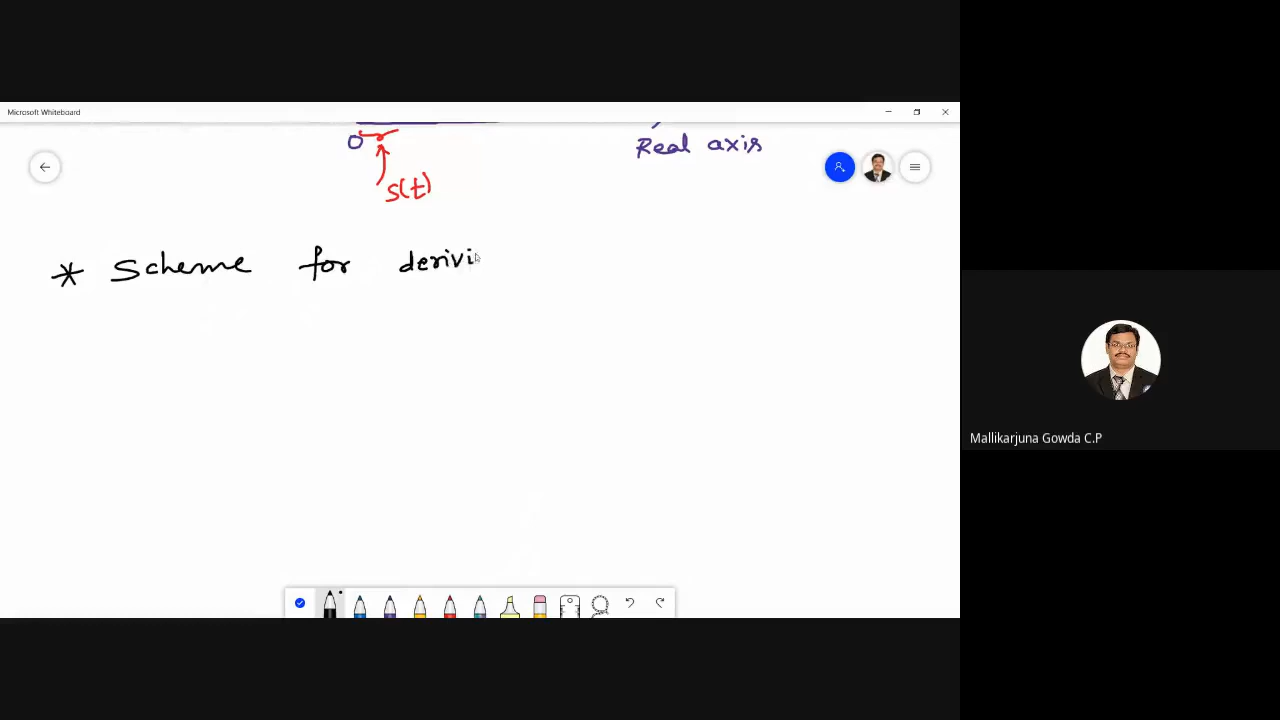 Microsoft Whiteboard
0
Real axis
s(t)
* Scheme for derivi
Mallikarjuna Gowda C.P